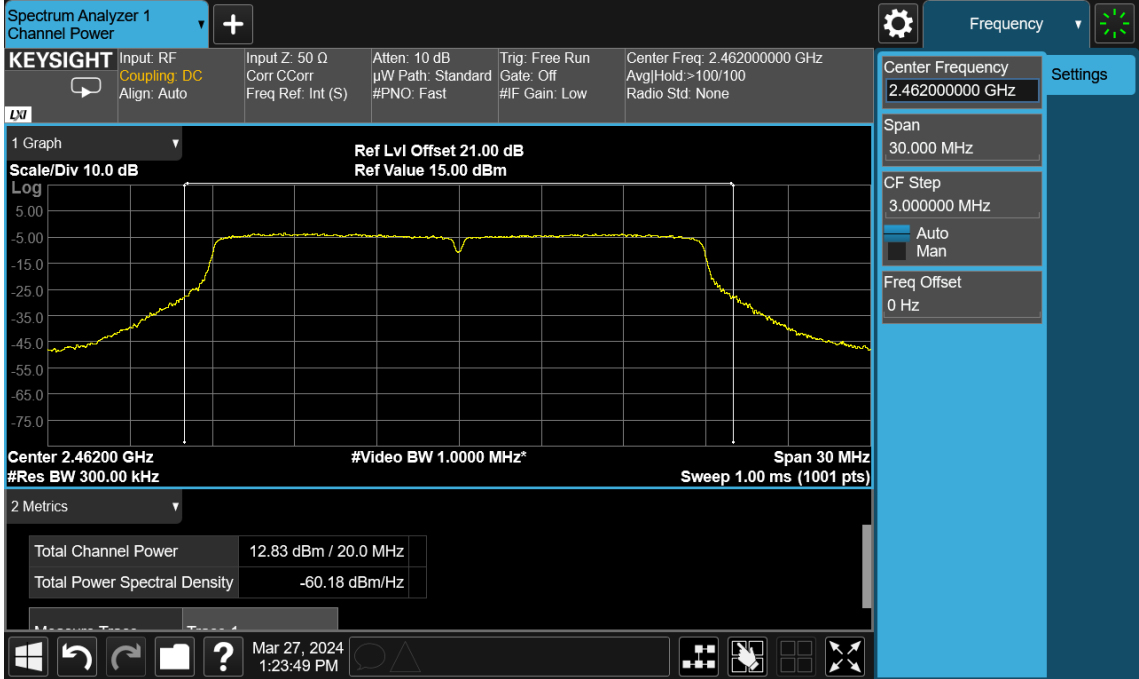 Spectrum Analyzer 1
Channel Power
Frequency
KEYSIGHT
LXI
Input: RF
Coupling: DC
Align: Auto
Input Z: 50 Ω
Corr CCorr
Freq Ref: Int (S)
Atten: 10 dB
µW Path: Standard
#PNO: Fast
Trig: Free Run
Gate: Off
#IF Gain: Low
Center Freq: 2.462000000 GHz
Avg|Hold:>100/100
Radio Std: None
Center Frequency
2.462000000 GHz
Settings
Span
30.000 MHz
CF Step
3.000000 MHz
Auto
Man
Freq Offset
0 Hz
1 Graph
Scale/Div 10.0 dB
Ref Lvl Offset 21.00 dB
Ref Value 15.00 dBm
Log
5.00
-5.00
-15.0
-25.0
-35.0
-45.0
-55.0
-65.0
-75.0
Center 2.46200 GHz
#Video BW 1.0000 MHz*
Span 30 MHz
#Res BW 300.00 kHz
Sweep 1.00 ms (1001 pts)
2 Metrics
Total Channel Power 12.83 dBm / 20.0 MHz
Total Power Spectral Density -60.18 dBm/Hz
Measure Trace Trace 1
?
Mar 27, 2024
1:23:49 PM